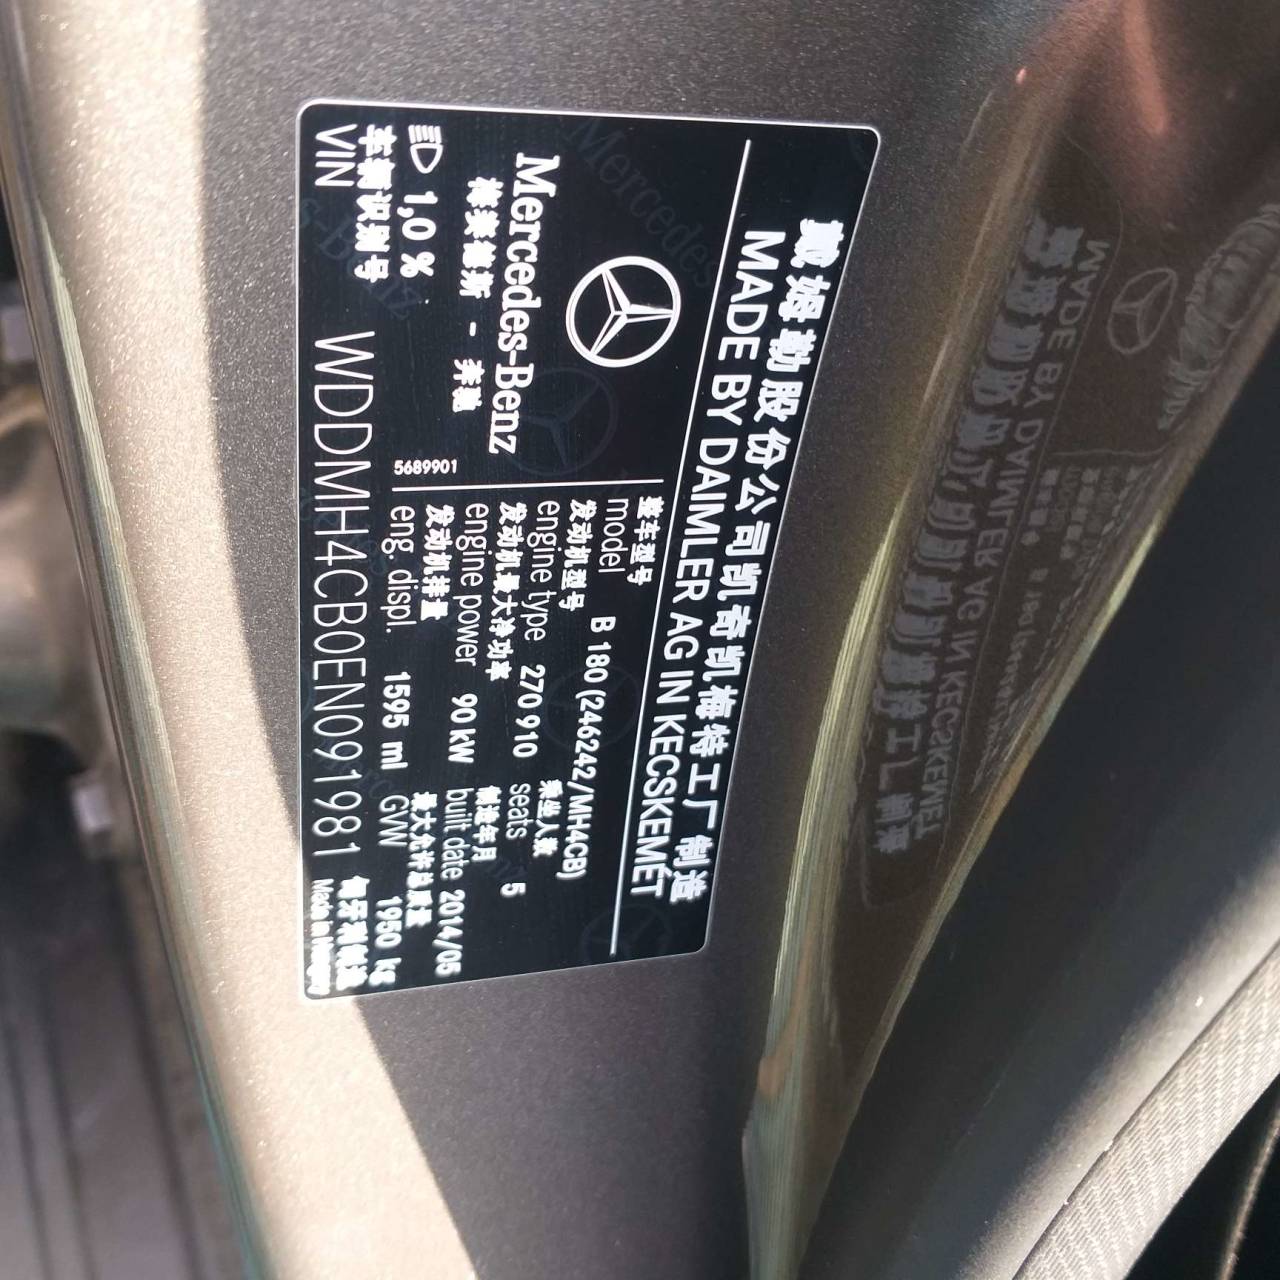 戴姆勒股份公司凯奇凯梅特工厂制造
MADE BY DAIMLER AG IN KECSKEMÉT
Mercedes-Benz
梅赛德斯 - 奔驰
整车型号
model B 180 (246242/MH4CB)
发动机型号 乘坐人数
engine type 270 910 seats 5
发动机最大净功率 制造年月
engine power 90 kW built date 2014/05
发动机排量 最大允许总质量
eng. displ. 1595 ml GVW 1950 kg
1,0 %
5689901
车辆识别号
VIN WDDMH4CB0EN091981
匈牙利制造
Made in Hungary